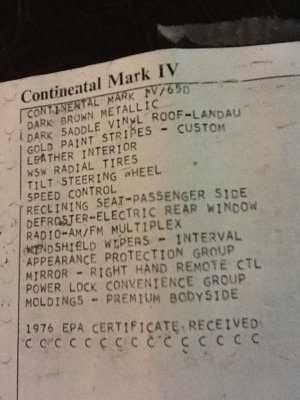 Continental Mark IV
CONTINENTAL MARK IV/650
DARK BROWN METALLIC
DARK SADDLE VINYL ROOF-LANDAU
GOLD PAINT STRIPES - CUSTOM
LEATHER INTERIOR
WSW RADIAL TIRES
TILT STEERING WHEEL
SPEED CONTROL
RECLINING SEAT-PASSENGER SIDE
DEFROSTER-ELECTRIC REAR WINDOW
RADIO-AM/FM MULTIPLEX
WINDSHIELD WIPERS - INTERVAL
APPEARANCE PROTECTION GROUP
MIRROR - RIGHT HAND REMOTE CTL
POWER LOCK CONVENIENCE GROUP
MOLDINGS - PREMIUM BODYSIDE
1976 EPA CERTIFICATE RECEIVED
C C C C C C C C C C C C C C C